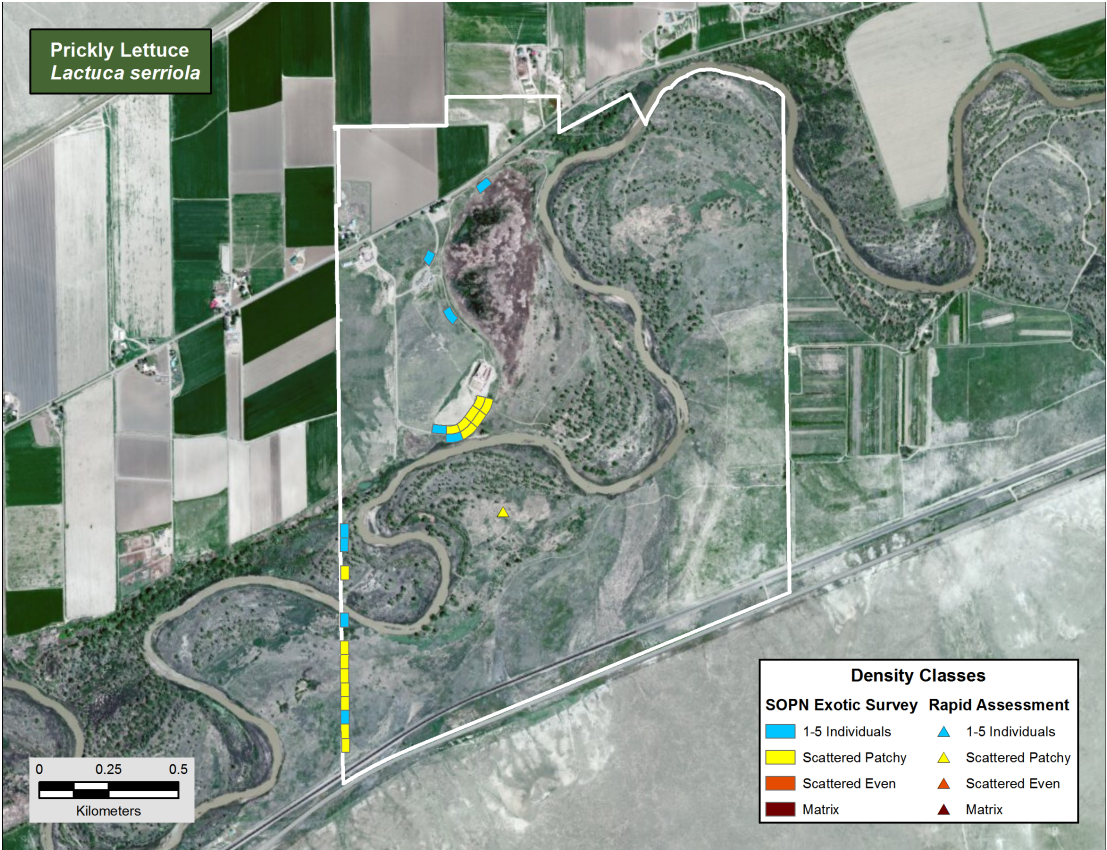 Prickly Lettuce
Lactuca serriola
Density Classes
SOPN Exotic Survey Rapid Assessment
1-5 Individuals 1-5 Individuals
Scattered Patchy Scattered Patchy
Scattered Even Scattered Even
Matrix Matrix
0 0.25 0.5
Kilometers